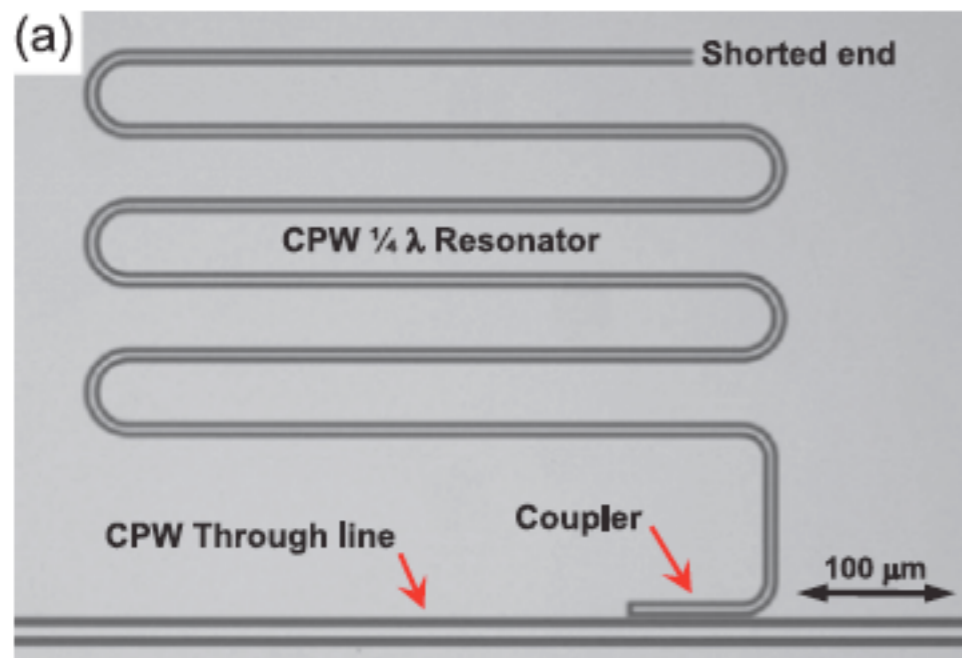 (a)
Shorted end
CPW ¼ λ Resonator
CPW Through line
Coupler
100 μm